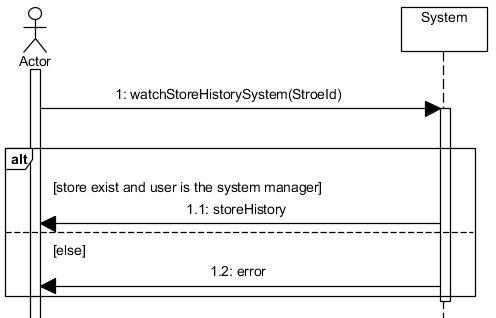 System
Actor
1: watchStoreHistorySystem(StroeId)
alt
[store exist and user is the system manager]
1.1: storeHistory
[else]
1.2: error